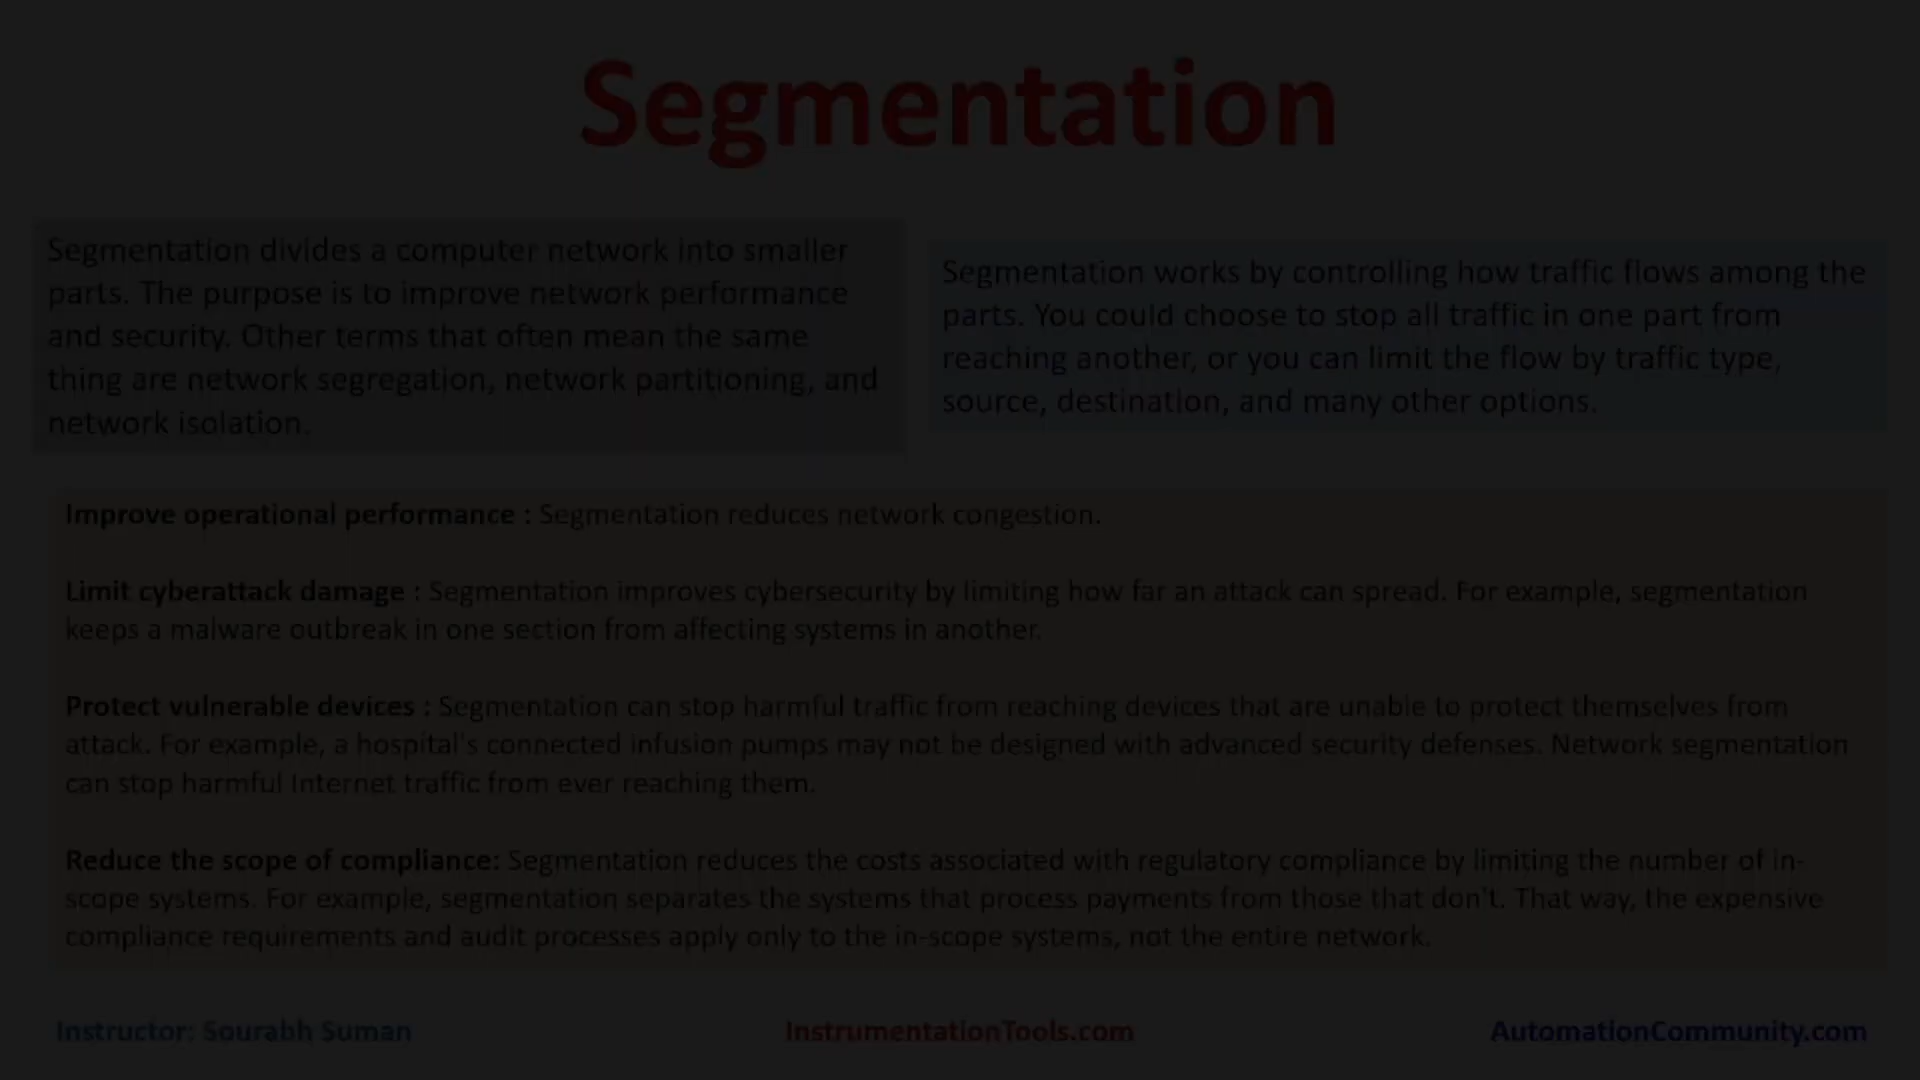 Segmentation
Segmentation divides a computer network into smaller
parts. The purpose is to improve network performance
and security. Other terms that often mean the same
thing are network segregation, network partitioning, and
network isolation.
Segmentation works by controlling how traffic flows among the
parts. You could choose to stop all traffic in one part from
reaching another, or you can limit the flow by traffic type,
source, destination, and many other options.
Improve operational performance : Segmentation reduces network congestion.
Limit cyberattack damage : Segmentation improves cybersecurity by limiting how far an attack can spread. For example, segmentation
keeps a malware outbreak in one section from affecting systems in another.
Protect vulnerable devices : Segmentation can stop harmful traffic from reaching devices that are unable to protect themselves from
attack. For example, a hospital's connected infusion pumps may not be designed with advanced security defenses. Network segmentation
can stop harmful Internet traffic from ever reaching them.
Reduce the scope of compliance: Segmentation reduces the costs associated with regulatory compliance by limiting the number of in-
scope systems. For example, segmentation separates the systems that process payments from those that don't. That way, the expensive
compliance requirements and audit processes apply only to the in-scope systems, not the entire network.
Instructor: Sourabh Suman
InstrumentationTools.com
AutomationCommunity.com